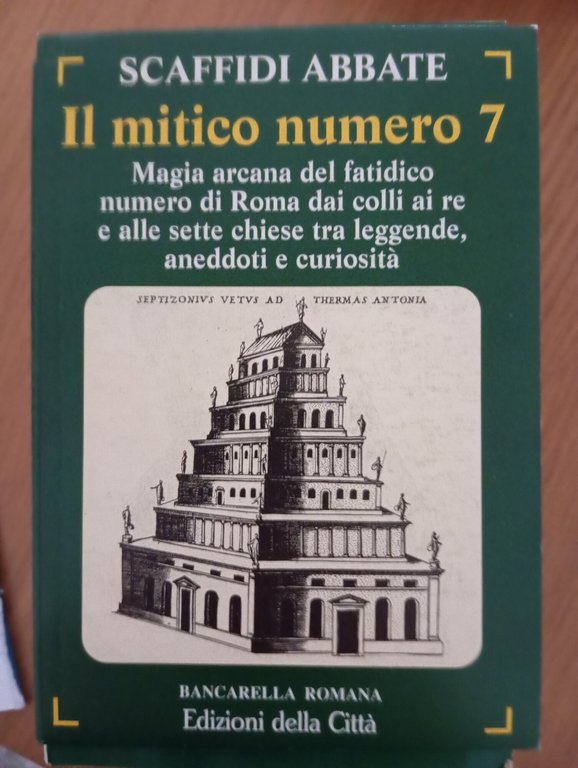 SCAFFIDI ABBATE
Il mitico numero 7
Magia arcana del fatidico
numero di Roma dai colli ai re
e alle sette chiese tra leggende,
aneddoti e curiosità
SEPTIZONIVS VETVS AD THERMAS ANTONIA
BANCARELLA ROMANA
Edizioni della Città